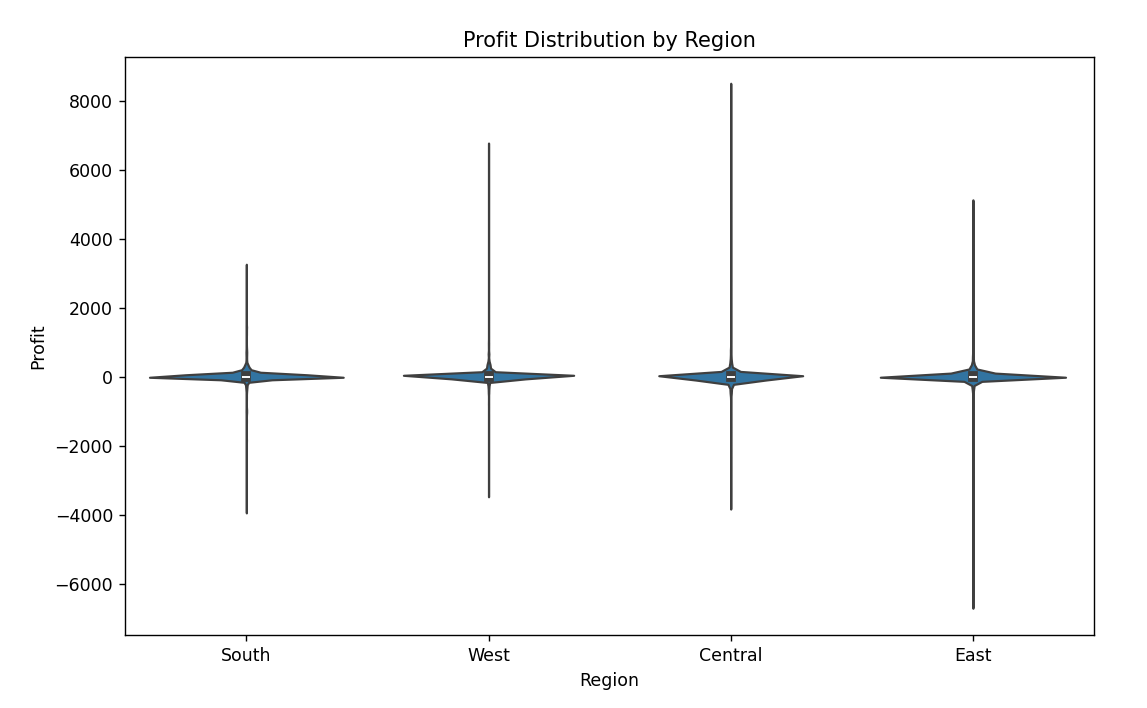 Profit Distribution by Region
8000
6000
4000
2000
0
−2000
−4000
−6000
Profit
South West Central East
Region